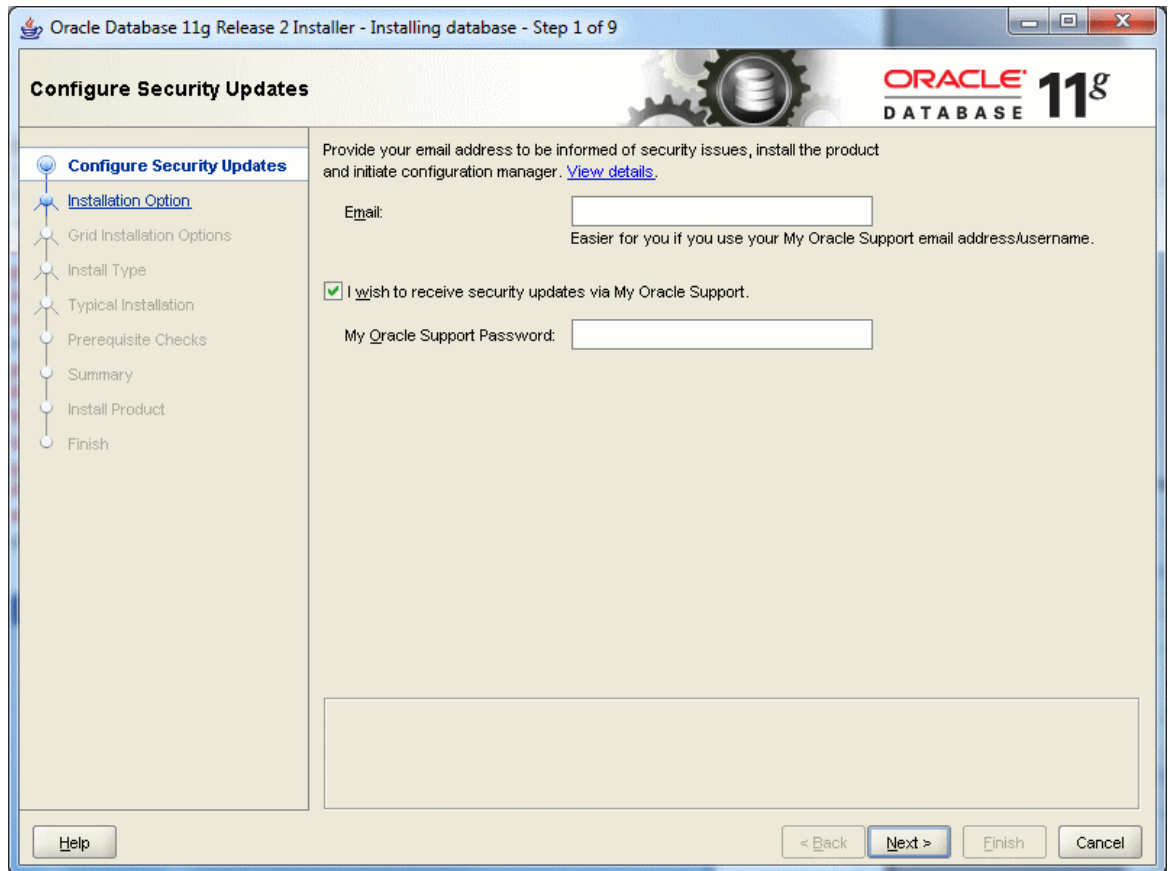 Oracle Database 11g Release 2 Installer - Installing database - Step 1 of 9
Configure Security Updates
ORACLE
DATABASE
11g
Configure Security Updates
Installation Option
Grid Installation Options
Install Type
Typical Installation
Prerequisite Checks
Summary
Install Product
Finish
Provide your email address to be informed of security issues, install the product
and initiate configuration manager. View details.
Email:
Easier for you if you use your My Oracle Support email address/username.
I wish to receive security updates via My Oracle Support.
My Oracle Support Password:
Help
< Back
Next >
Finish
Cancel